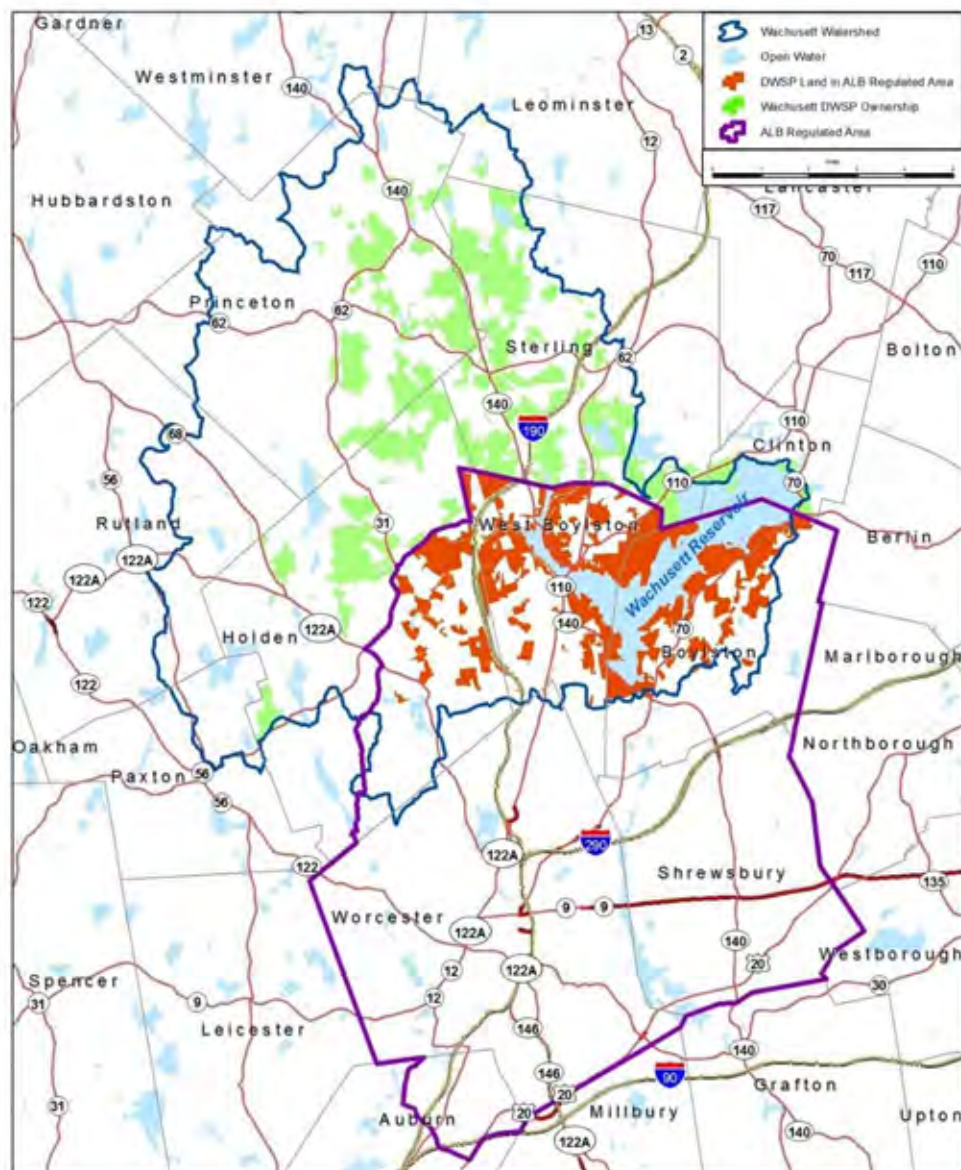 Gardner
13
2
Wachusett Watershed
Open Water
DWSP Land in ALB Regulated Area
Wachusett DWSP Ownership
ALB Regulated Area
Westminster
140
Leominster
12
140
Lancaster
117
Hubbardston
70
117
110
Princeton
62
62
Sterling
62
Bolton
140
190
110
68
Clinton
56
110
70
Rutland
31
West Boylston
Wachusett Reservoir
Berlin
122A
122A
122
110
Holden
122A
140
70
Boylston
Marlborough
122
Oakham
Northborough
Paxton
56
56
290
122A
122
Shrewsbury
135
Worcester
9
9
122A
140
20
Westborough
12
122A
30
Spencer
31
9
12
Leicester
146
140
146
90
Grafton
31
20
20
Auburn
Millbury
Upton
122A
140